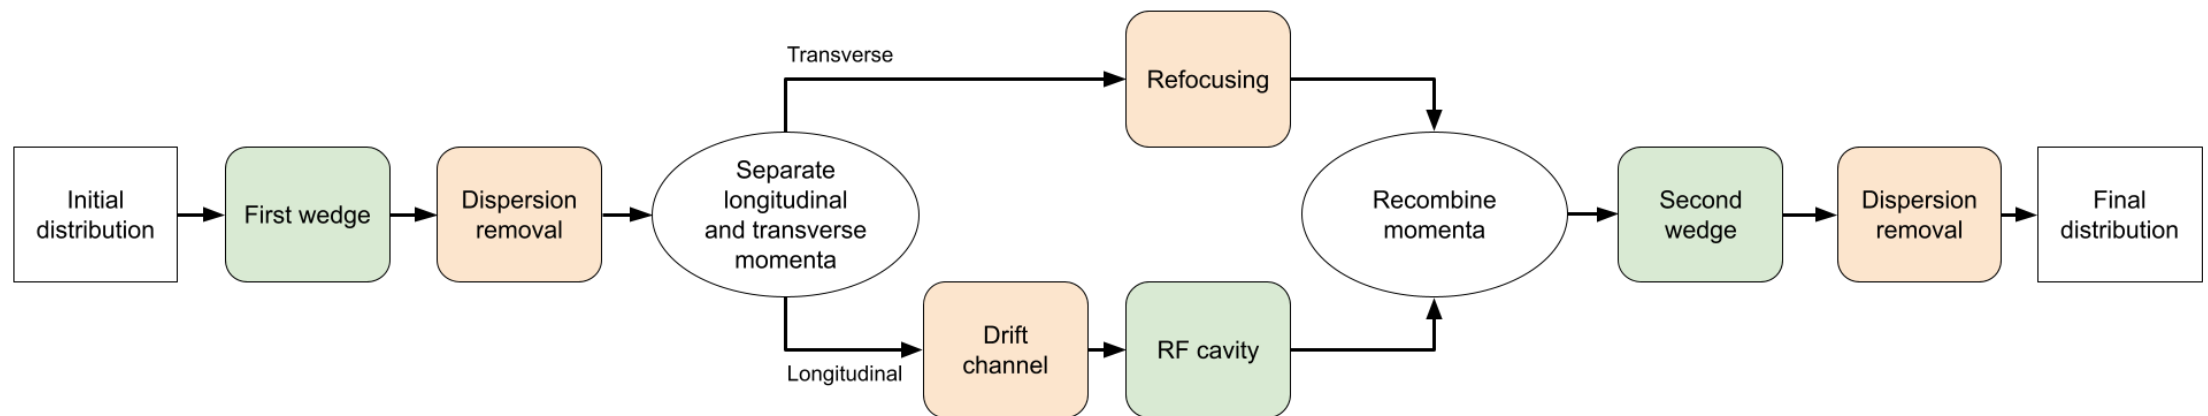 Initial
distribution
First wedge
Dispersion
removal
Separate
longitudinal
and transverse
momenta
Transverse
Refocusing
Longitudinal
Drift
channel
RF cavity
Recombine
momenta
Second
wedge
Dispersion
removal
Final
distribution